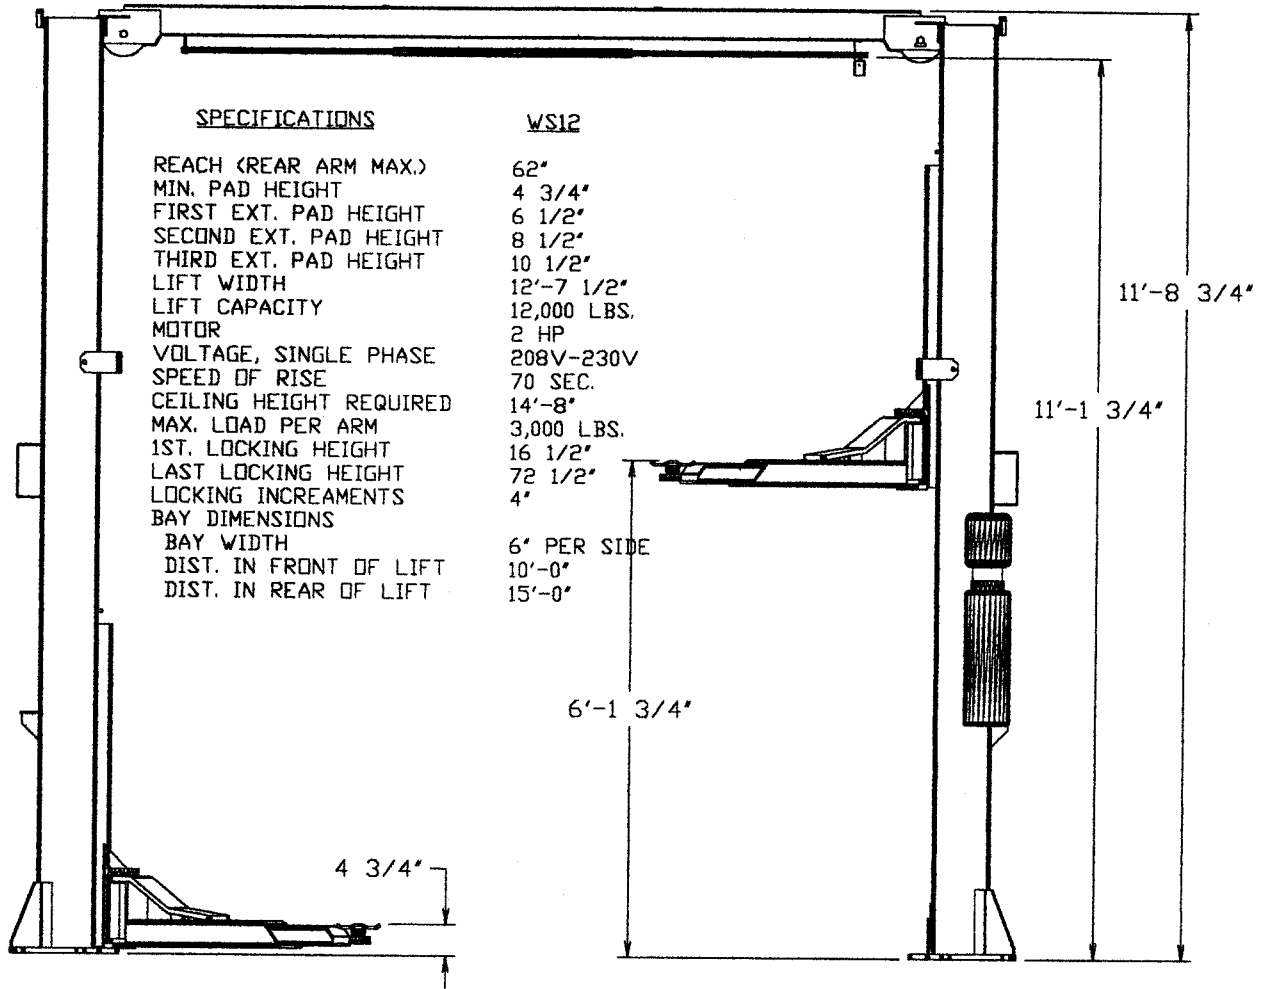 SPECIFICATIONS WS12
REACH (REAR ARM MAX.) 62"
MIN. PAD HEIGHT 4 3/4"
FIRST EXT. PAD HEIGHT 6 1/2"
SECOND EXT. PAD HEIGHT 8 1/2"
THIRD EXT. PAD HEIGHT 10 1/2"
LIFT WIDTH 12'-7 1/2"
LIFT CAPACITY 12,000 LBS.
MOTOR 2 HP
VOLTAGE, SINGLE PHASE 208V-230V
SPEED OF RISE 70 SEC.
CEILING HEIGHT REQUIRED 14'-8"
MAX. LOAD PER ARM 3,000 LBS.
1ST. LOCKING HEIGHT 16 1/2"
LAST LOCKING HEIGHT 72 1/2"
LOCKING INCREAMENTS 4"
BAY DIMENSIONS
BAY WIDTH 6" PER SIDE
DIST. IN FRONT OF LIFT 10'-0"
DIST. IN REAR OF LIFT 15'-0"
11'-8 3/4"
11'-1 3/4"
6'-1 3/4"
4 3/4"